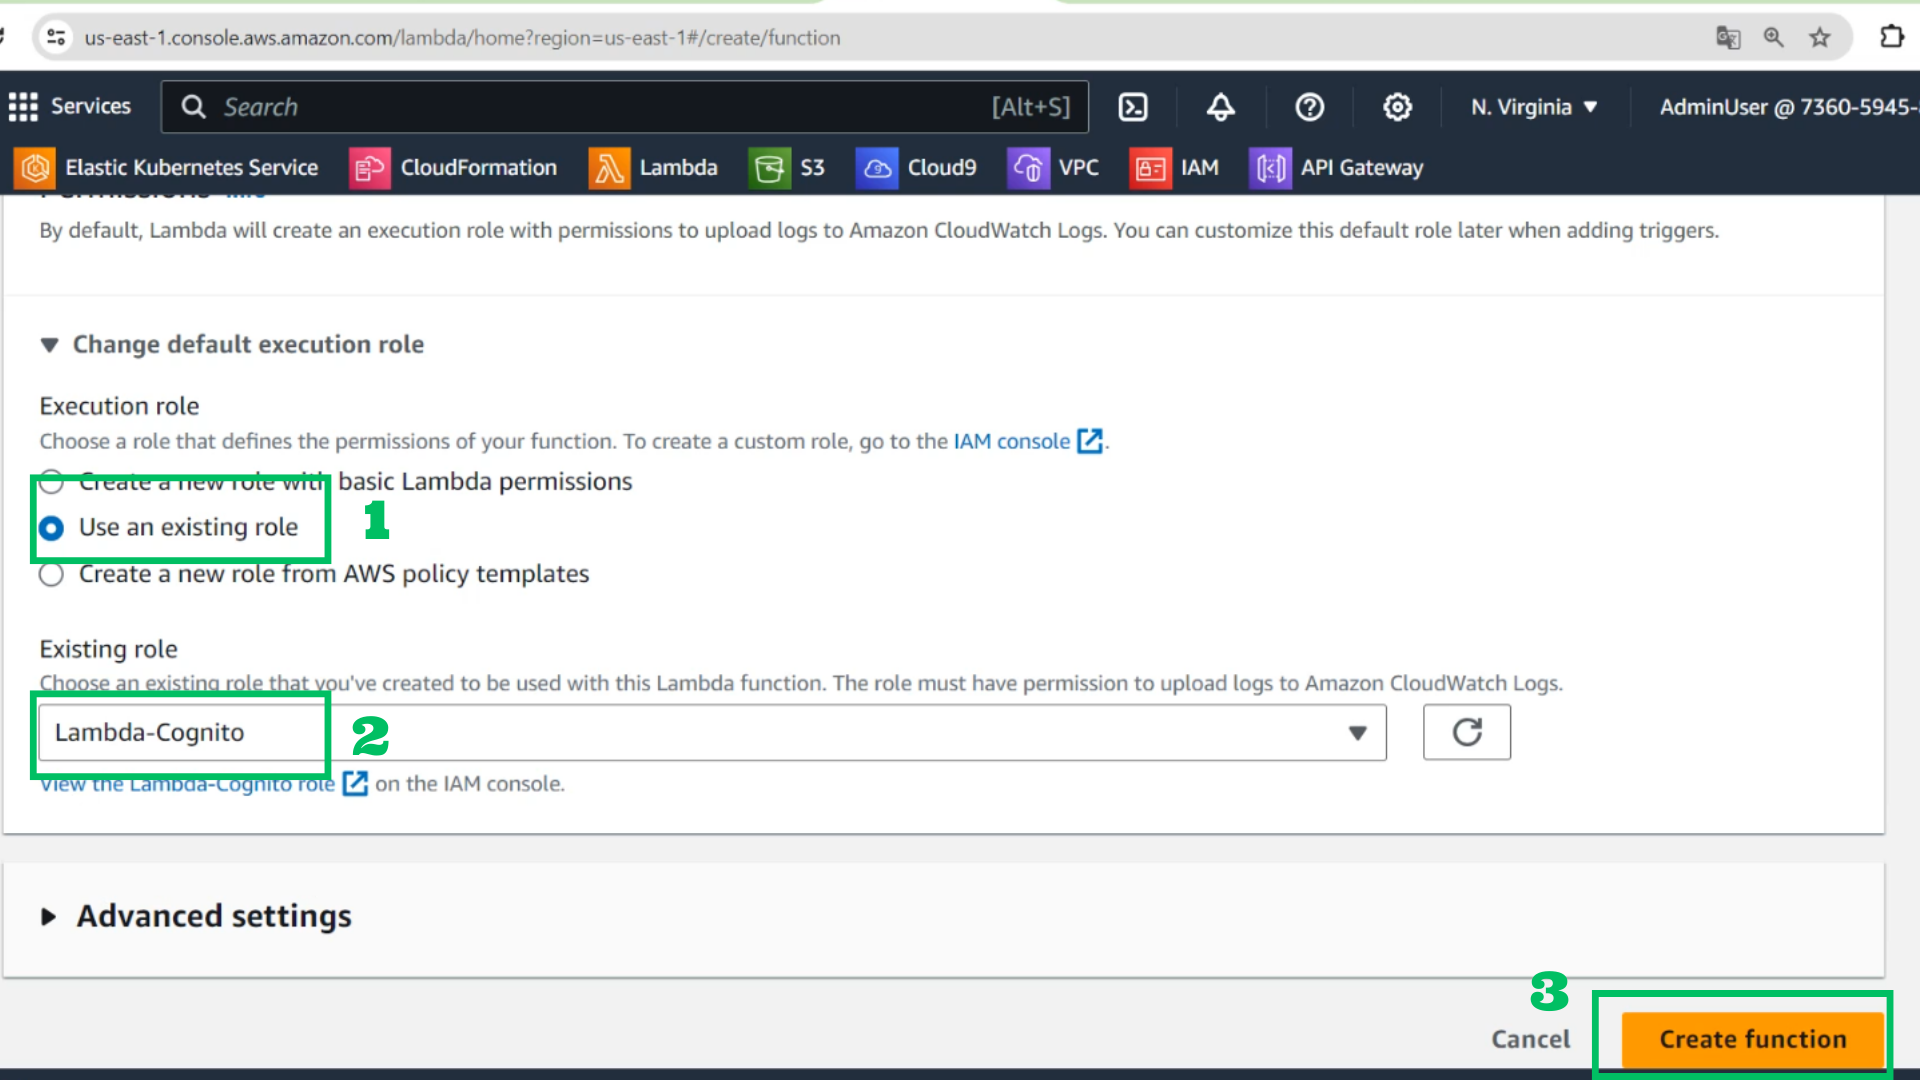 us-east-1.console.aws.amazon.com/lambda/home?region=us-east-1#/create/function
Services
Search [Alt+S]
N. Virginia
AdminUser @ 7360-5945-
Elastic Kubernetes Service CloudFormation Lambda S3 Cloud9 VPC IAM API Gateway
Permissions Info
By default, Lambda will create an execution role with permissions to upload logs to Amazon CloudWatch Logs. You can customize this default role later when adding triggers.
Change default execution role
Execution role
Choose a role that defines the permissions of your function. To create a custom role, go to the IAM console.
Create a new role with basic Lambda permissions
Use an existing role 1
Create a new role from AWS policy templates
Existing role
Choose an existing role that you've created to be used with this Lambda function. The role must have permission to upload logs to Amazon CloudWatch Logs.
Lambda-Cognito 2
View the Lambda-Cognito role on the IAM console.
Advanced settings
3
Cancel Create function